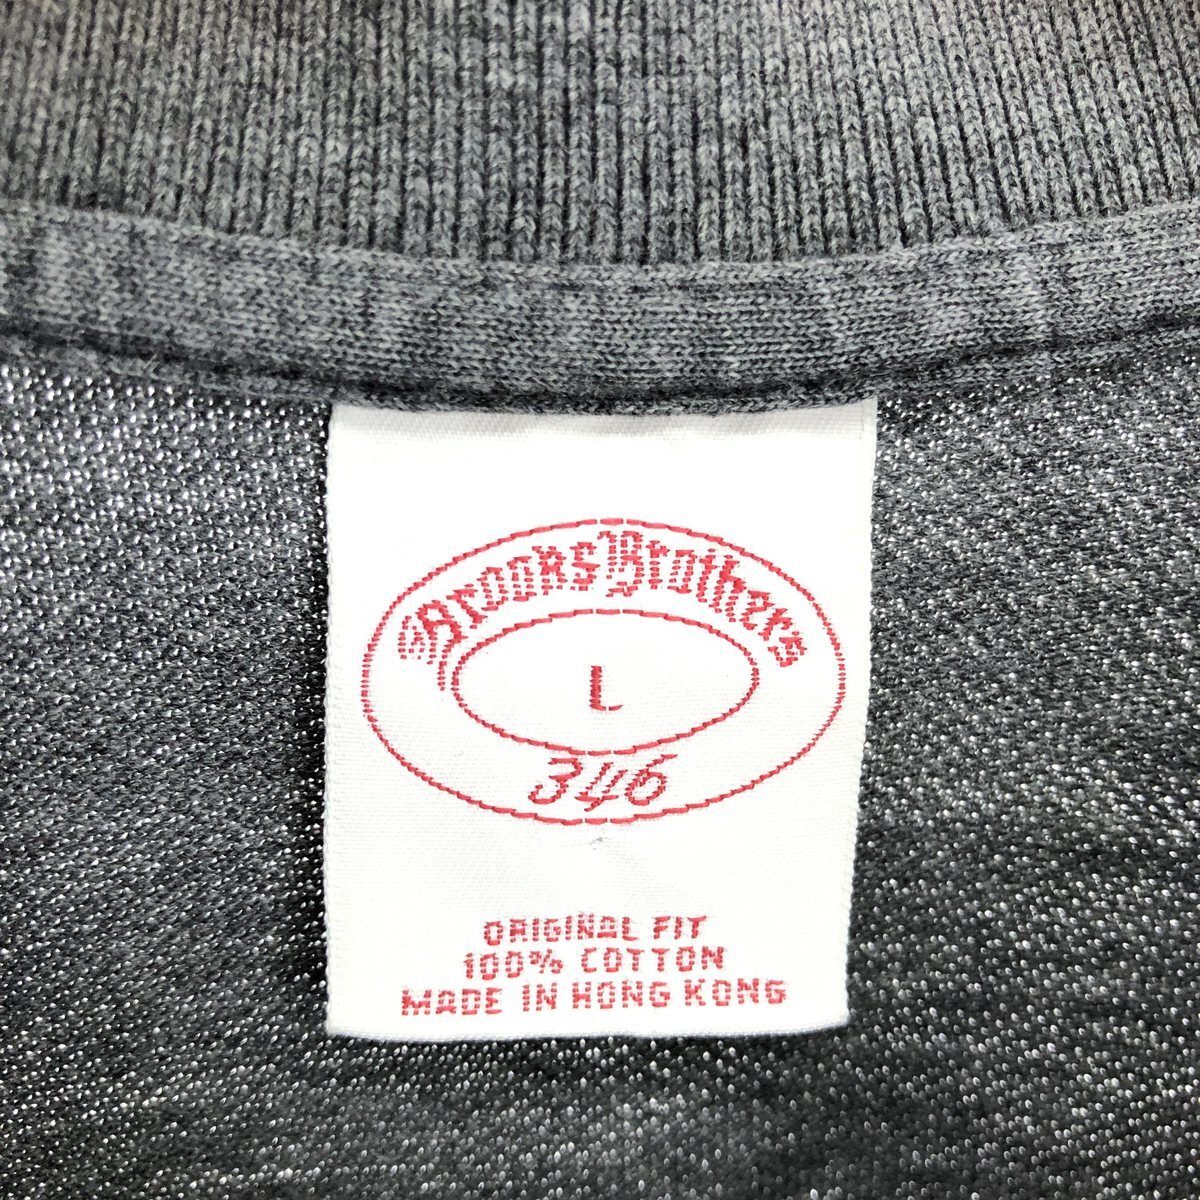 Brooks Brothers
L
346
ORIGINAL FIT
100% COTTON
MADE IN HONG KONG